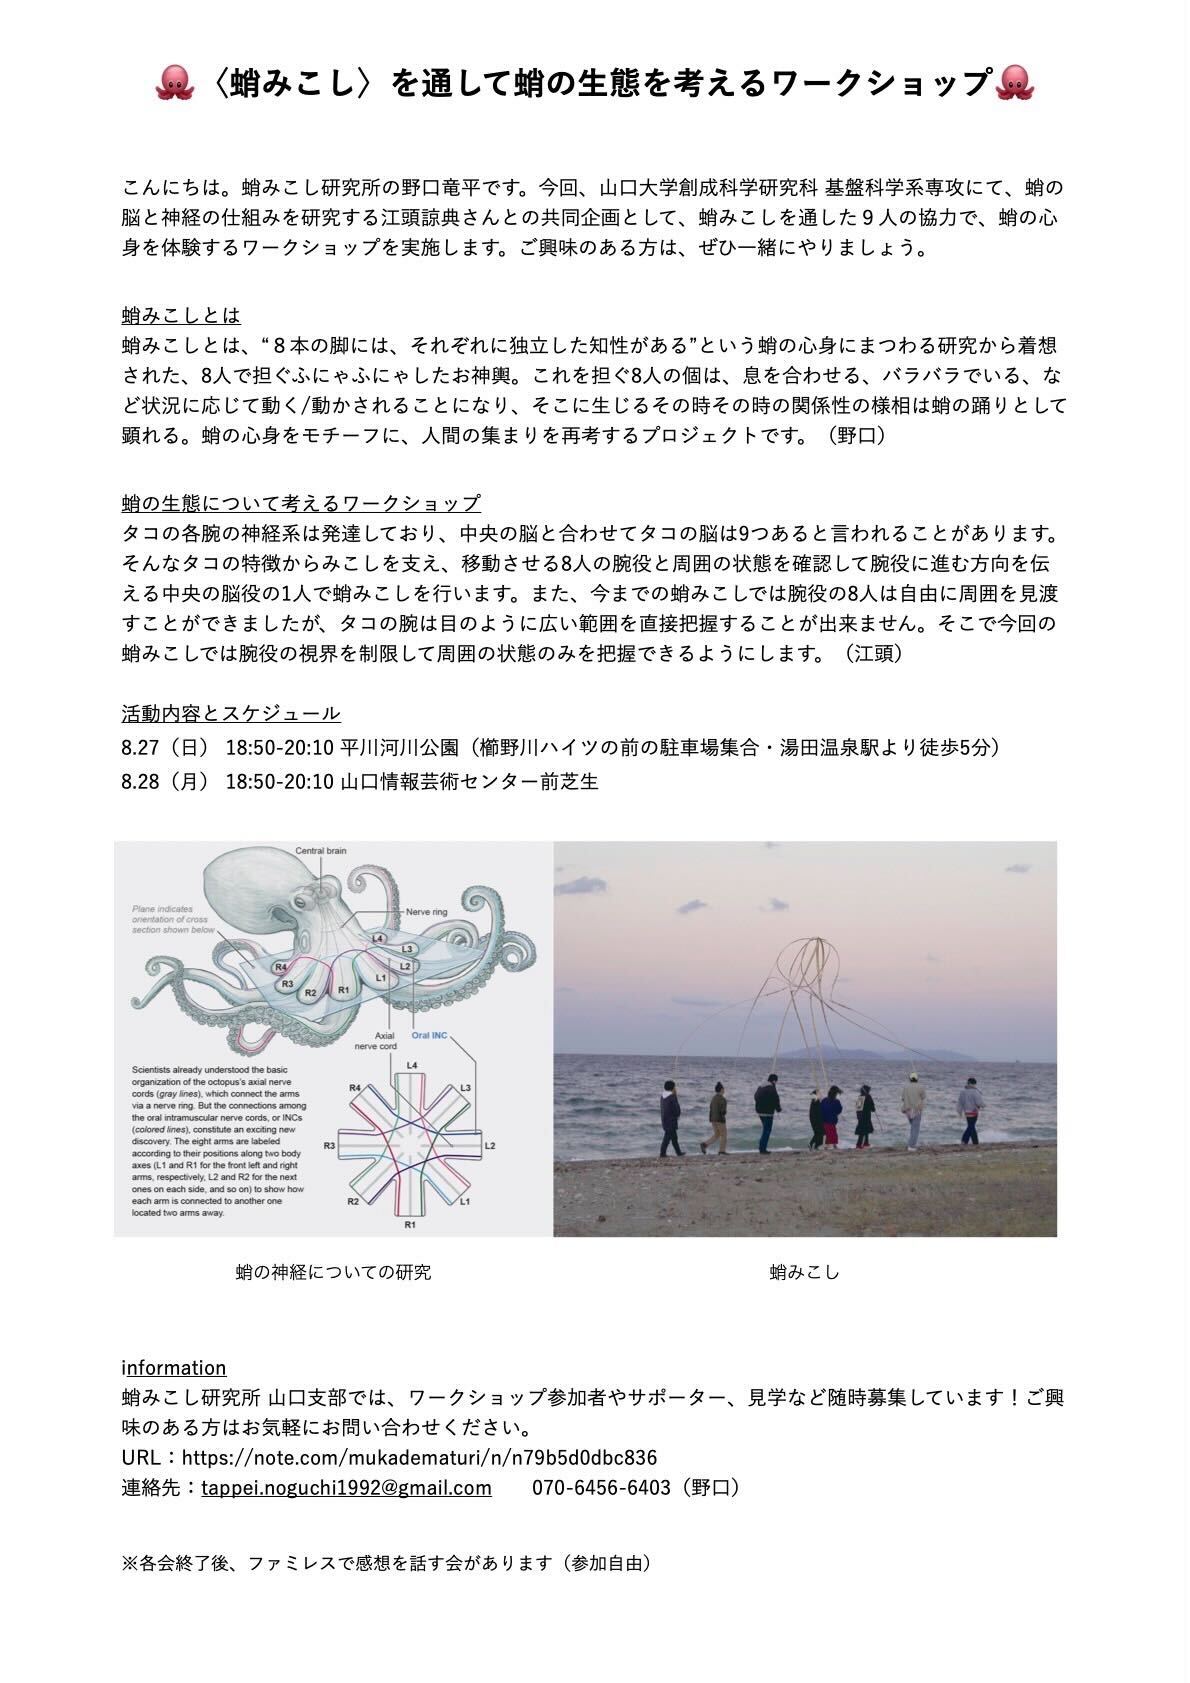 🐙〈蛸みこし〉を通して蛸の生態を考えるワークショップ🐙
こんにちは。蛸みこし研究所の野口竜平です。今回、山口大学創成科学研究科 基盤科学系専攻にて、蛸の
脳と神経の仕組みを研究する江頭諒典さんとの共同企画として、蛸みこしを通した９人の協力で、蛸の心
身を体験するワークショップを実施します。ご興味のある方は、ぜひ一緒にやりましょう。
蛸みこしとは
蛸みこしとは、“８本の脚には、それぞれに独立した知性がある”という蛸の心身にまつわる研究から着想
された、8人で担ぐふにゃふにゃしたお神輿。これを担ぐ8人の個は、息を合わせる、バラバラでいる、な
ど状況に応じて動く/動かされることになり、そこに生じるその時その時の関係性の様相は蛸の踊りとして
顕れる。蛸の心身をモチーフに、人間の集まりを再考するプロジェクトです。（野口）
蛸の生態について考えるワークショップ
タコの各腕の神経系は発達しており、中央の脳と合わせてタコの脳は9つあると言われることがあります。
そんなタコの特徴からみこしを支え、移動させる8人の腕役と周囲の状態を確認して腕役に進む方向を伝
える中央の脳役の1人で蛸みこしを行います。また、今までの蛸みこしでは腕役の8人は自由に周囲を見渡
すことができましたが、タコの腕は目のように広い範囲を直接把握することが出来ません。そこで今回の
蛸みこしでは腕役の視界を制限して周囲の状態のみを把握できるようにします。（江頭）
活動内容とスケジュール
8.27（日） 18:50-20:10 平川河川公園（櫛野川ハイツの前の駐車場集合・湯田温泉駅より徒歩5分）
8.28（月） 18:50-20:10 山口情報芸術センター前芝生
Central brain
Plane indicates
orientation of cross
section shown below
Nerve ring
L4
L3
L2
L1
R4
R3
R2
R1
Axial
nerve cord
Oral INC
Scientists already understood the basic
organization of the octopus's axial nerve
cords (gray lines), which connect the arms
via a nerve ring. But the connections among
the oral intramuscular nerve cords, or INCs
(colored lines), constitute an exciting new
discovery. The eight arms are labeled
according to their positions along two body
axes (L1 and R1 for the front left and right
arms, respectively, L2 and R2 for the next
ones on each side, and so on) to show how
each arm is connected to another one
located two arms away.
L4
R4
L3
R3
L2
R2
L1
R1
蛸の神経についての研究
蛸みこし
information
蛸みこし研究所 山口支部では、ワークショップ参加者やサポーター、見学など随時募集しています！ご興
味のある方はお気軽にお問い合わせください。
URL：https://note.com/mukadematuri/n/n79b5d0dbc836
連絡先：tappei.noguchi1992@gmail.com 070-6456-6403（野口）
※各会終了後、ファミレスで感想を話す会があります（参加自由）